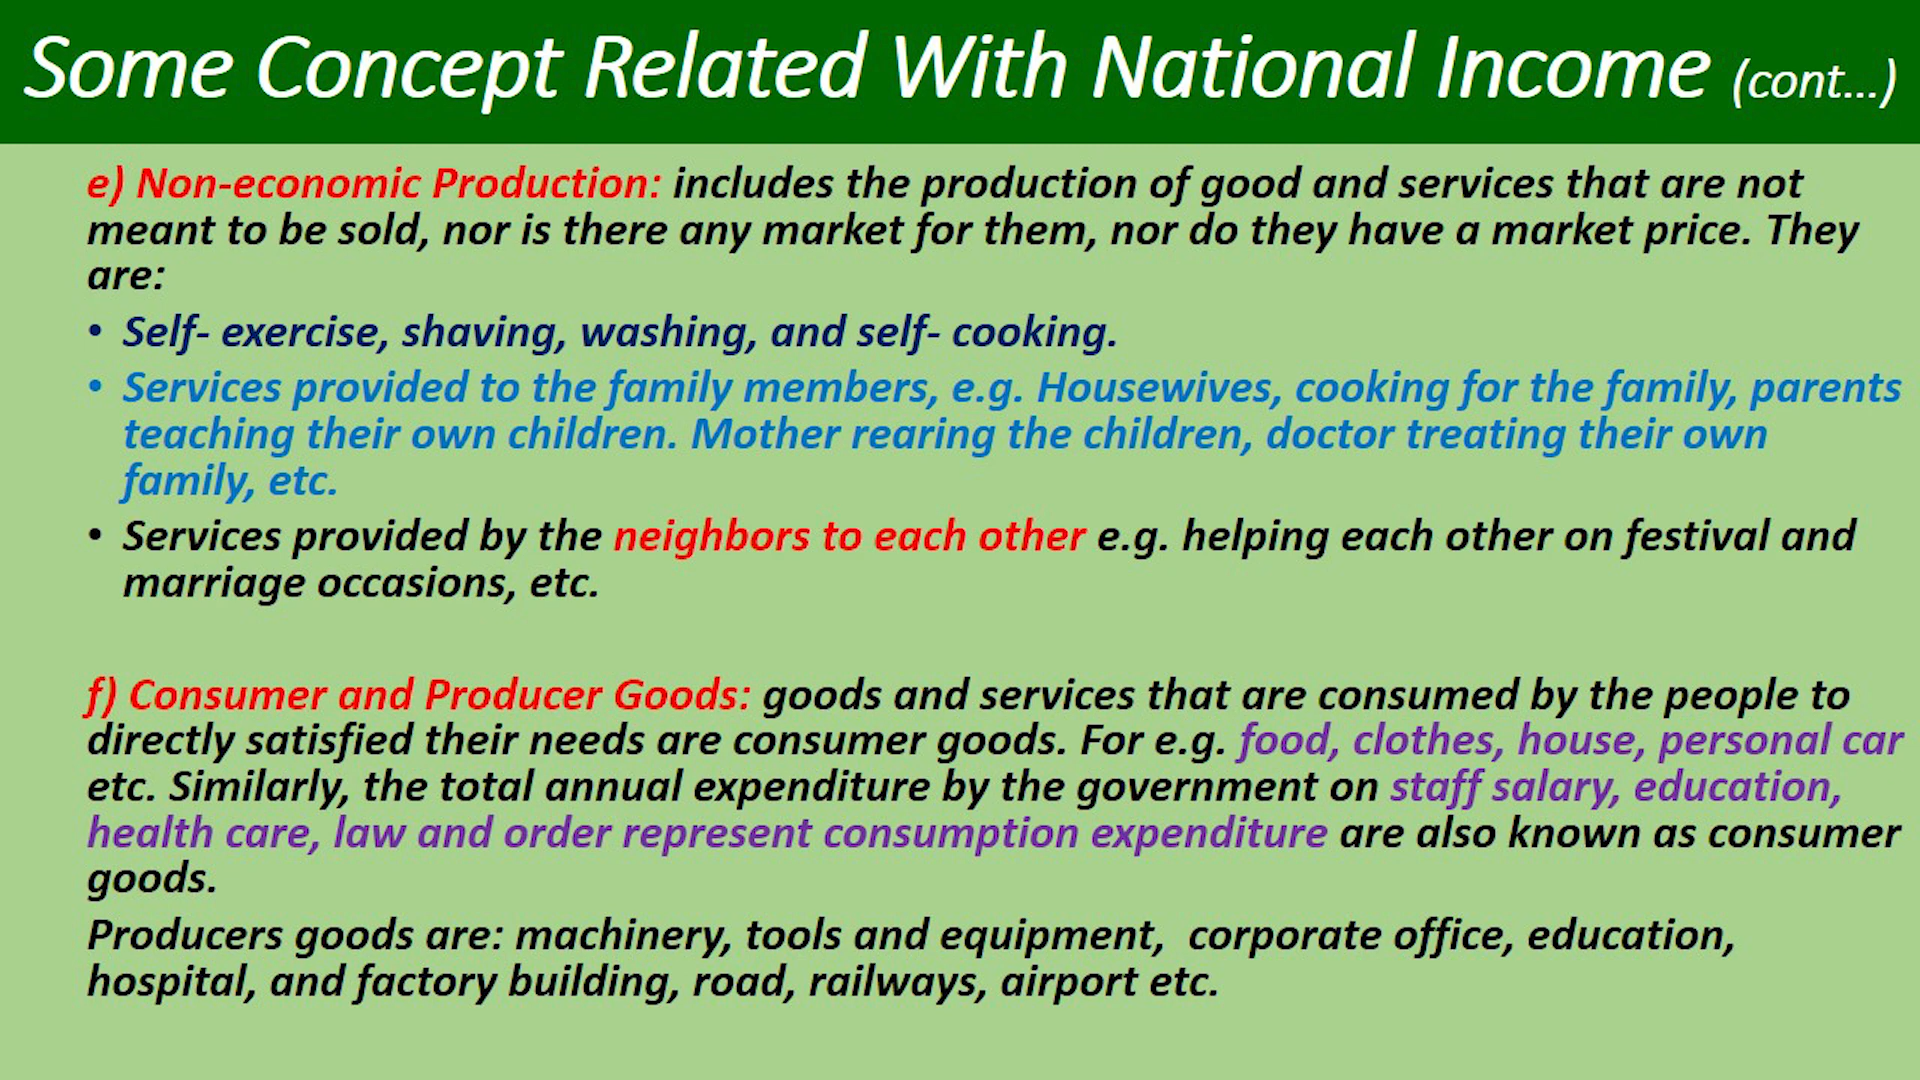 Some Concept Related With National Income (cont...)
e) Non-economic Production: includes the production of good and services that are not
meant to be sold, nor is there any market for them, nor do they have a market price. They
are:
• Self- exercise, shaving, washing, and self- cooking.
• Services provided to the family members, e.g. Housewives, cooking for the family, parents
teaching their own children. Mother rearing the children, doctor treating their own
family, etc.
• Services provided by the neighbors to each other e.g. helping each other on festival and
marriage occasions, etc.
f) Consumer and Producer Goods: goods and services that are consumed by the people to
directly satisfied their needs are consumer goods. For e.g. food, clothes, house, personal car
etc. Similarly, the total annual expenditure by the government on staff salary, education,
health care, law and order represent consumption expenditure are also known as consumer
goods.
Producers goods are: machinery, tools and equipment,  corporate office, education,
hospital, and factory building, road, railways, airport etc.